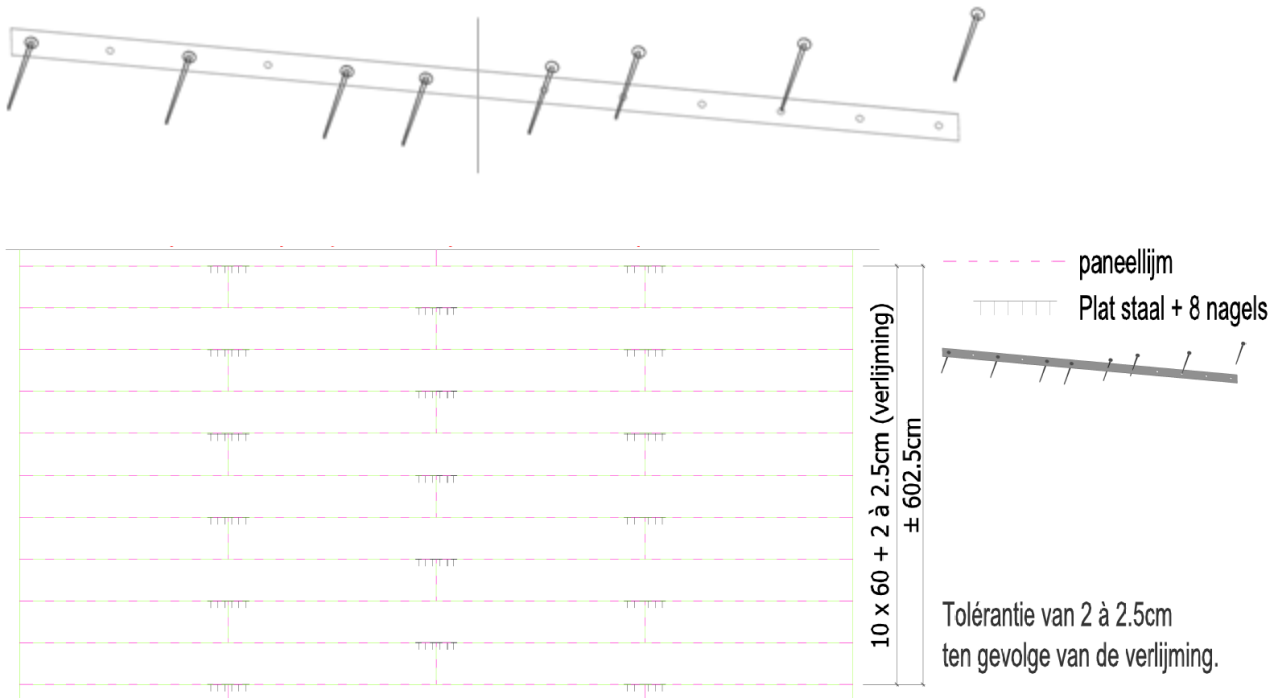 paneellijm
Plat staal + 8 nagels
10 x 60 + 2 à 2.5cm (verlijming)
± 602.5cm
Tolérantie van 2 à 2.5cm
ten gevolge van de verlijming.